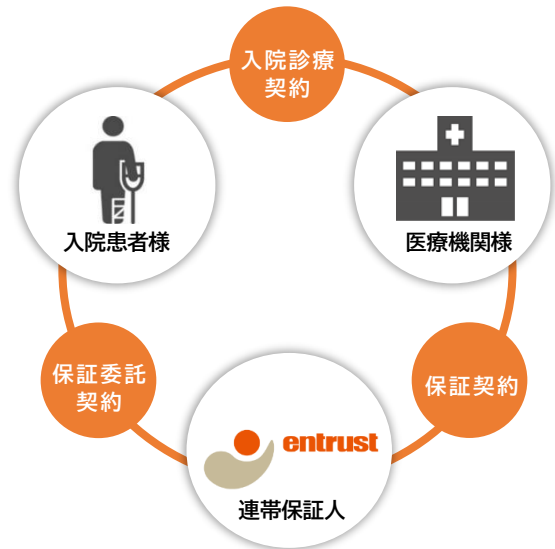 入院診療
契約
入院患者様
医療機関様
保証委託
契約
保証契約
entrust
連帯保証人